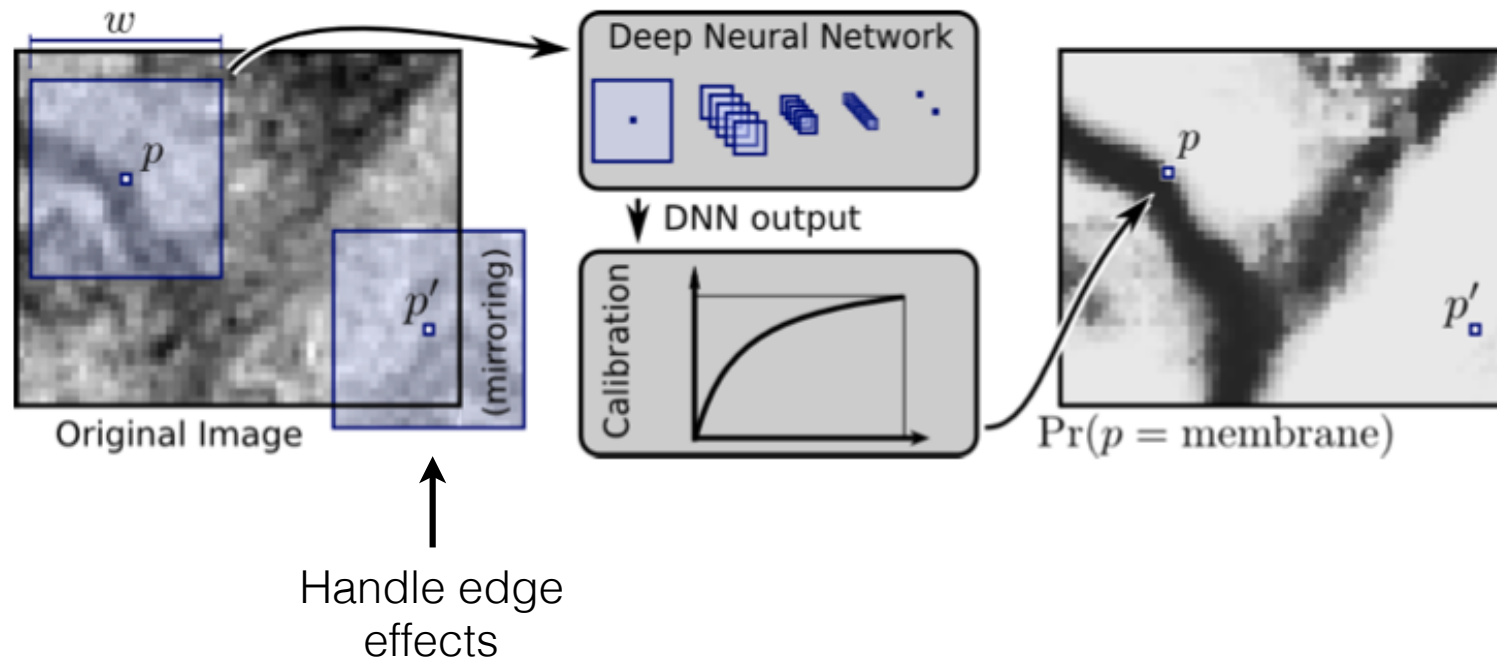 w
p
p′
(mirroring)
Original Image
Deep Neural Network
DNN output
Calibration
p
p′
Pr(p = membrane)
Handle edge
effects